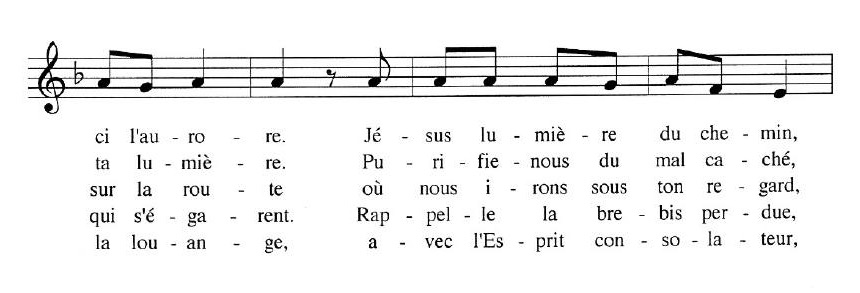 ci l'au - ro - re. Jé - sus lu - miè - re du che - min,
ta lu - miè - re. Pu - ri - fie - nous du mal ca - ché,
sur la rou - te où nous i - rons sous ton re - gard,
qui s'é - ga - rent. Rap - pel - le la bre - bis per - due,
la lou - an - ge, a - vec l'Es - prit con - so - la - teur,